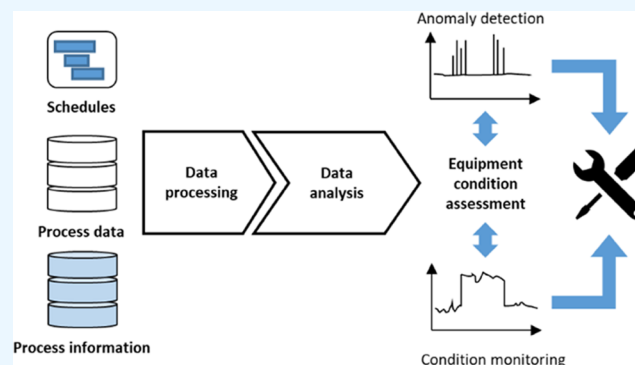 Anomaly detection
Schedules
Data
processing
Data
analysis
Equipment
condition
assessment
Process data
Process information
Condition monitoring